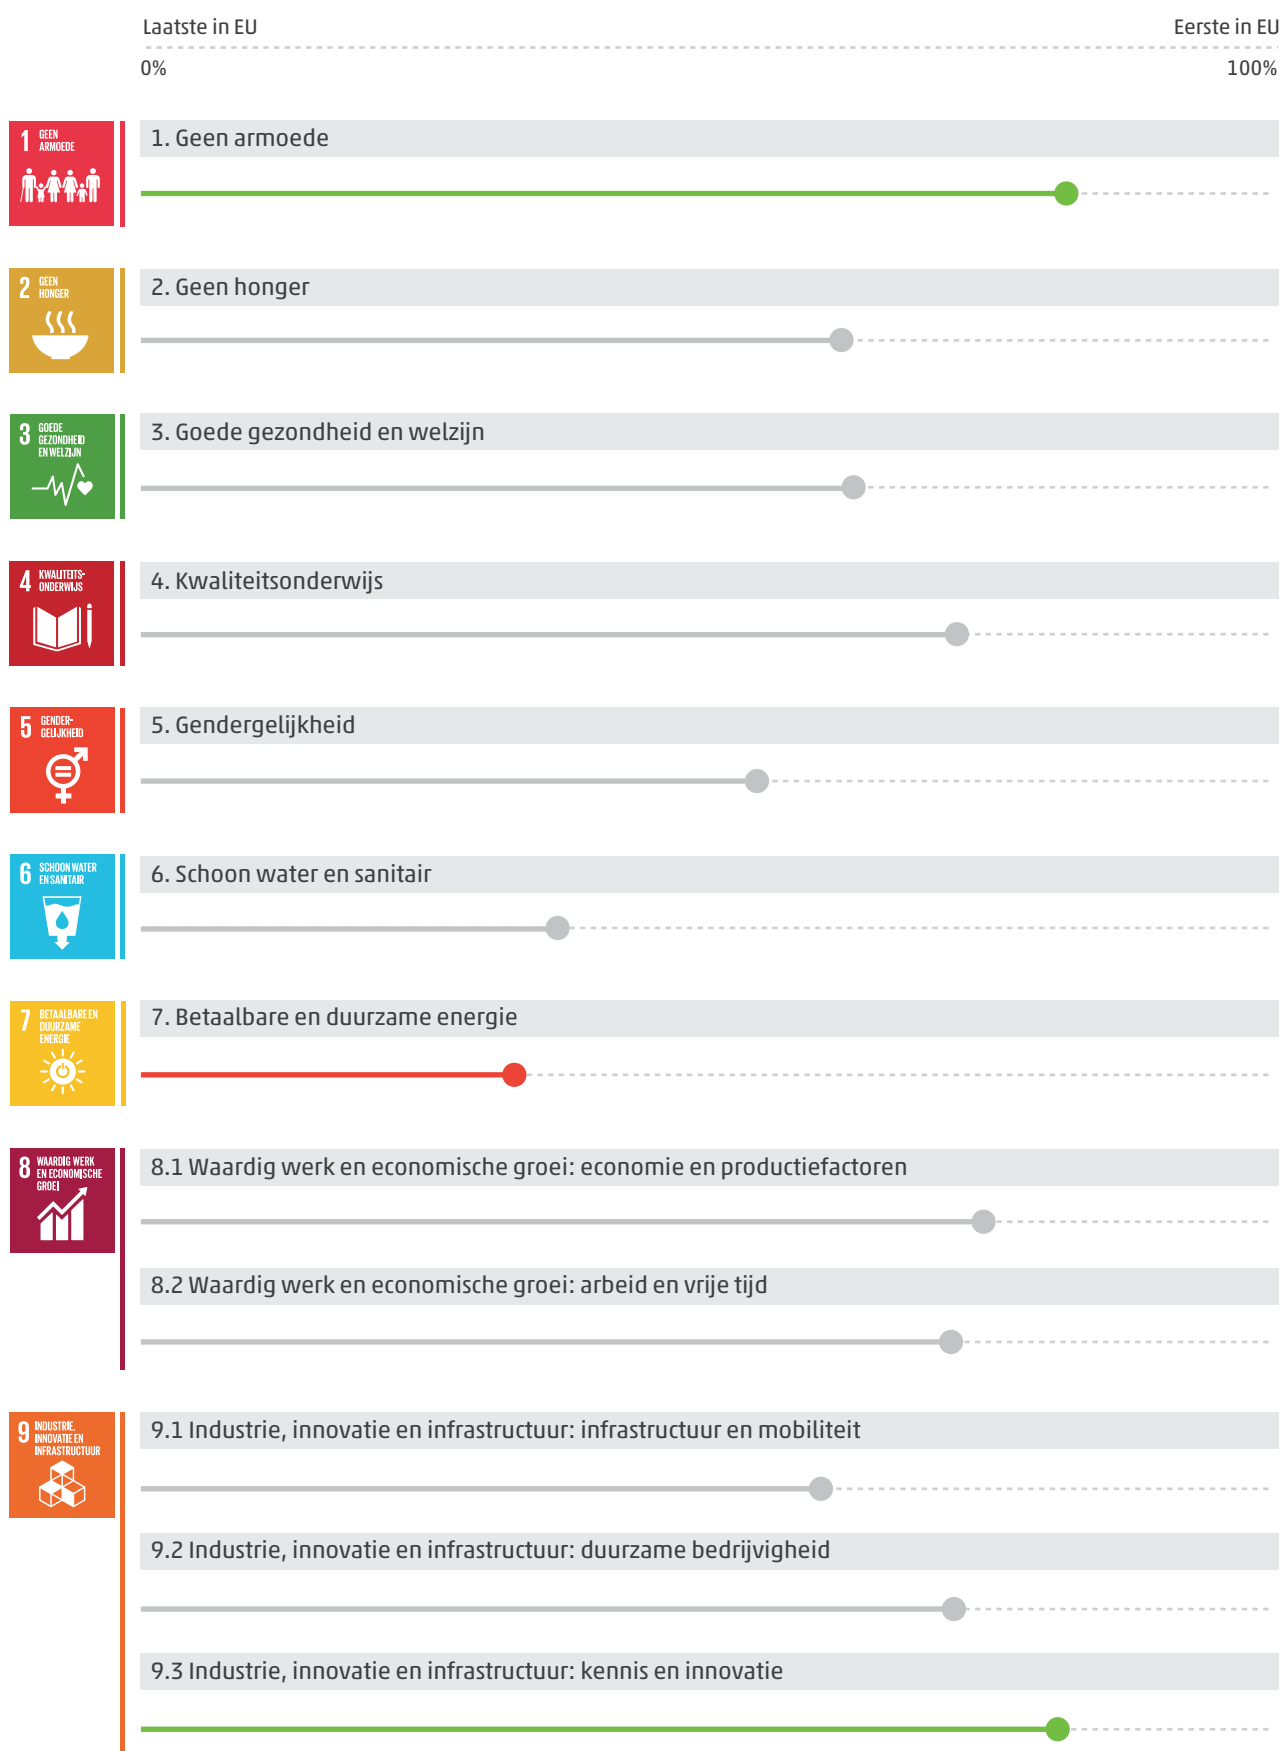 Laatste in EU
Eerste in EU
0%
100%
1 GEEN
ARMOEDE
1. Geen armoede
2 GEEN
HONGER
2. Geen honger
3 GOEDE
GEZONDHEID
EN WELZIJN
3. Goede gezondheid en welzijn
4 KWALITEITS-
ONDERWIJS
4. Kwaliteitsonderwijs
5 GENDER-
GELIJKHEID
5. Gendergelijkheid
6 SCHOON WATER
EN SANITAIR
6. Schoon water en sanitair
7 BETAALBARE EN
DUURZAME
ENERGIE
7. Betaalbare en duurzame energie
8 WAARDIG WERK
EN ECONOMISCHE
GROEI
8.1 Waardig werk en economische groei: economie en productiefactoren
8.2 Waardig werk en economische groei: arbeid en vrije tijd
9 INDUSTRIE,
INNOVATIE EN
INFRASTRUCTUUR
9.1 Industrie, innovatie en infrastructuur: infrastructuur en mobiliteit
9.2 Industrie, innovatie en infrastructuur: duurzame bedrijvigheid
9.3 Industrie, innovatie en infrastructuur: kennis en innovatie